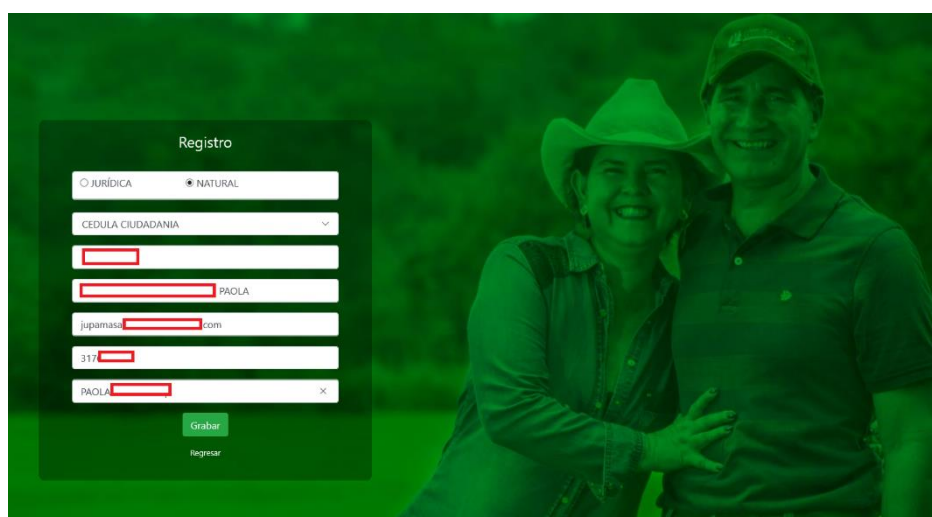 Registro
JURÍDICA NATURAL
CEDULA CIUDADANIA
PAOLA
jupamasa com
317
PAOLA
Grabar
Regresar